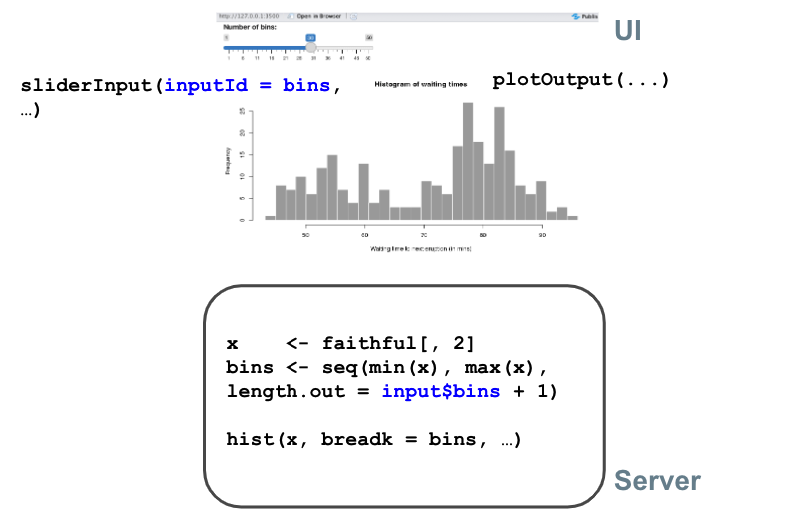 http://127.0.0.1:3500 Open in Browser Publis
UI
Number of bins:
1 30 50
1 6 11 16 21 26 31 36 41 46 50
sliderInput(inputId = bins,
…)
Histogram of waiting times
plotOutput(...)
Frequency
25
20
15
10
5
0
50 60 70 80 90
Waiting time to next eruption (in mins)
x <- faithful[, 2]
bins <- seq(min(x), max(x),
length.out = input$bins + 1)
hist(x, breadk = bins, …)
Server